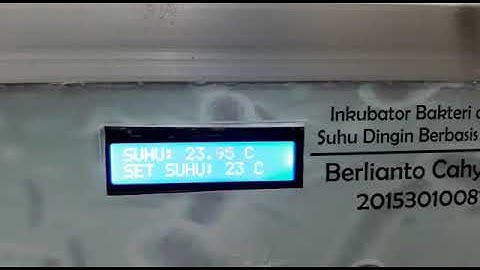 SUHU: 23.95 C
SET SUHU: 23 C
Inkubator Bakteri
Suhu Dingin Berbasis
Berlianto Cahy
2015301008